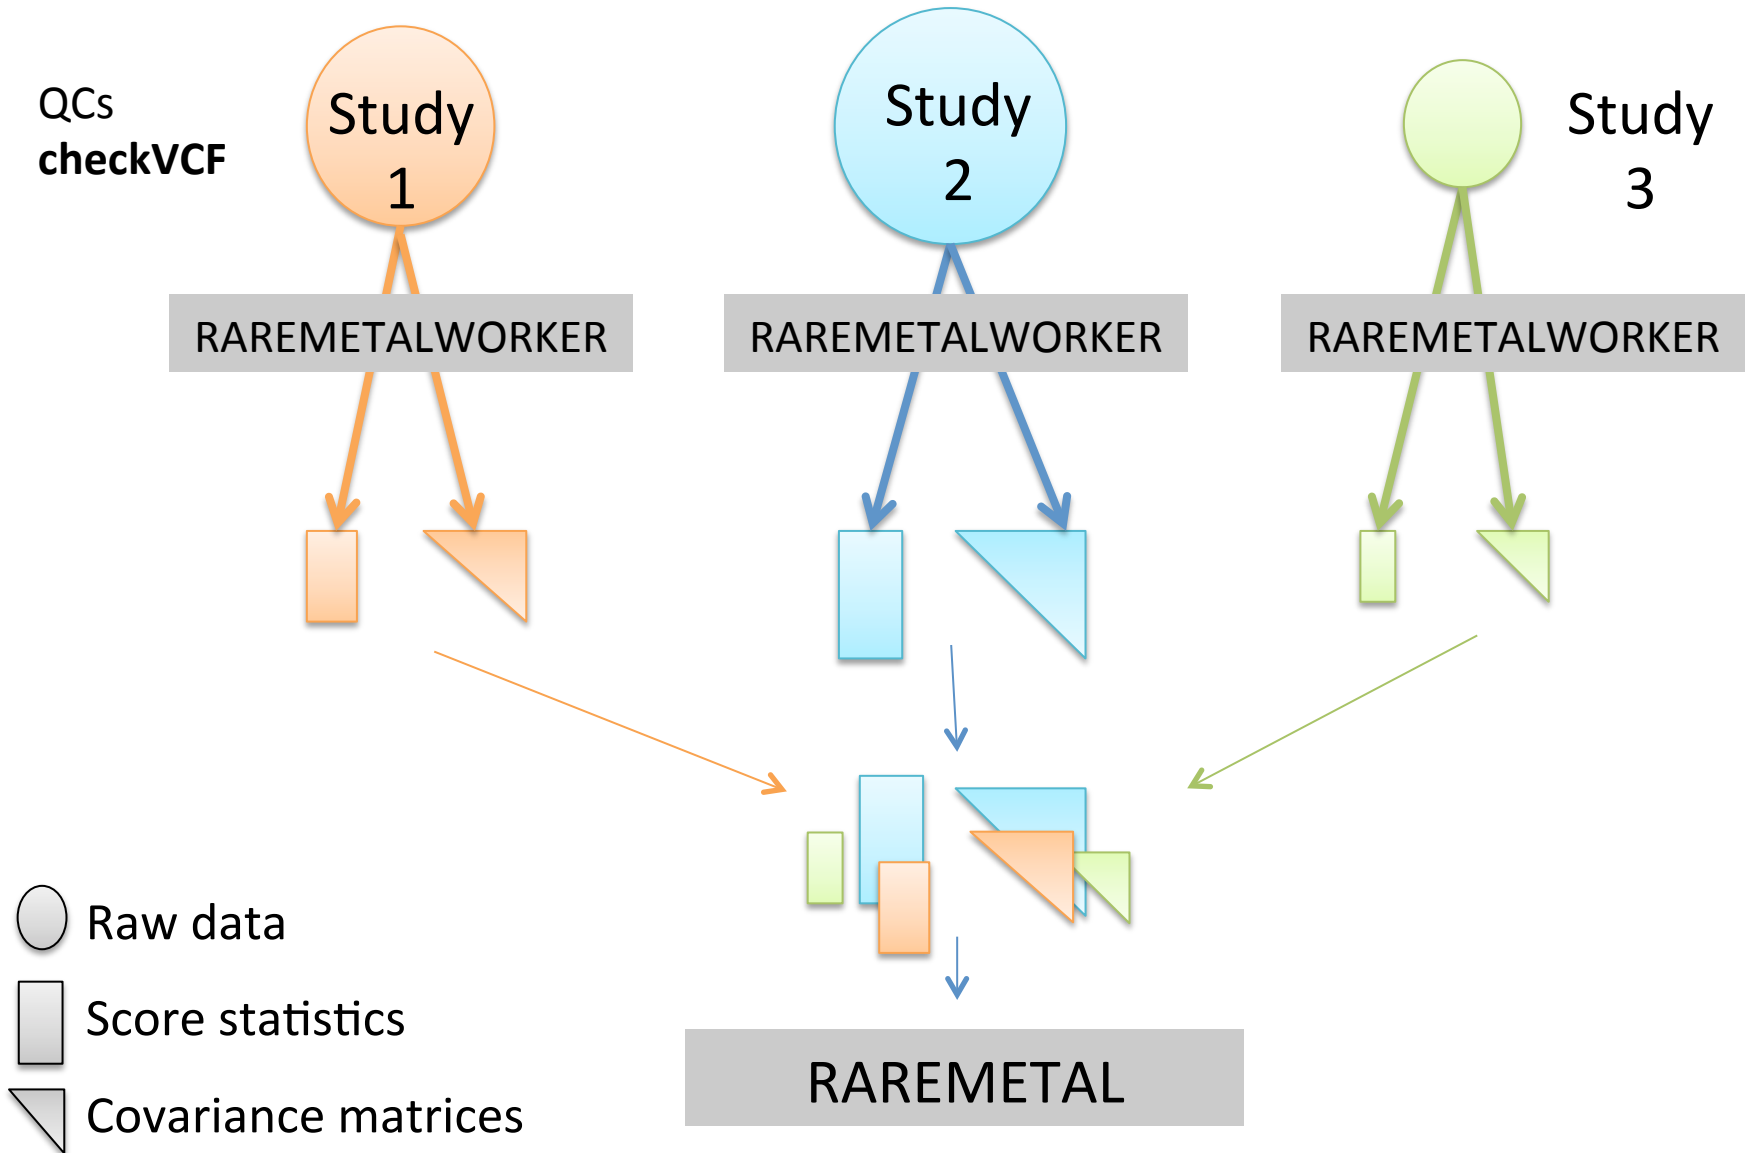 QCs
checkVCF
Study
1
Study
2
Study
3
RAREMETALWORKER
RAREMETALWORKER
RAREMETALWORKER
Raw data
Score statistics
Covariance matrices
RAREMETAL